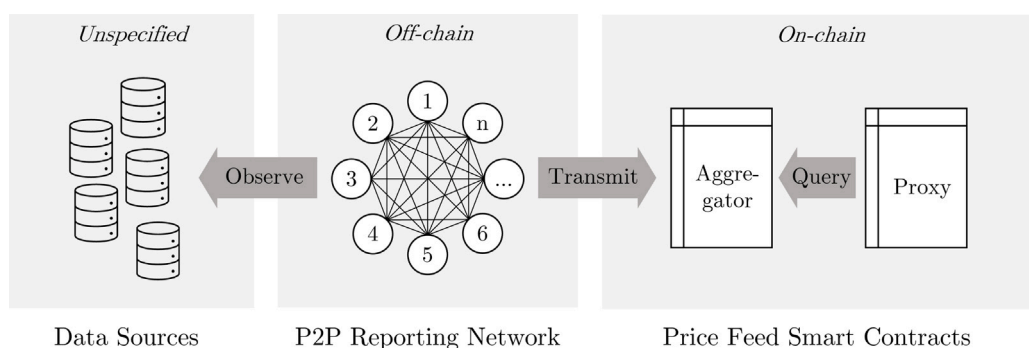 Unspecified
Off-chain
On-chain
1
2
n
3
...
4
6
5
Observe
Transmit
Aggre-
gator
Query
Proxy
Data Sources
P2P Reporting Network
Price Feed Smart Contracts